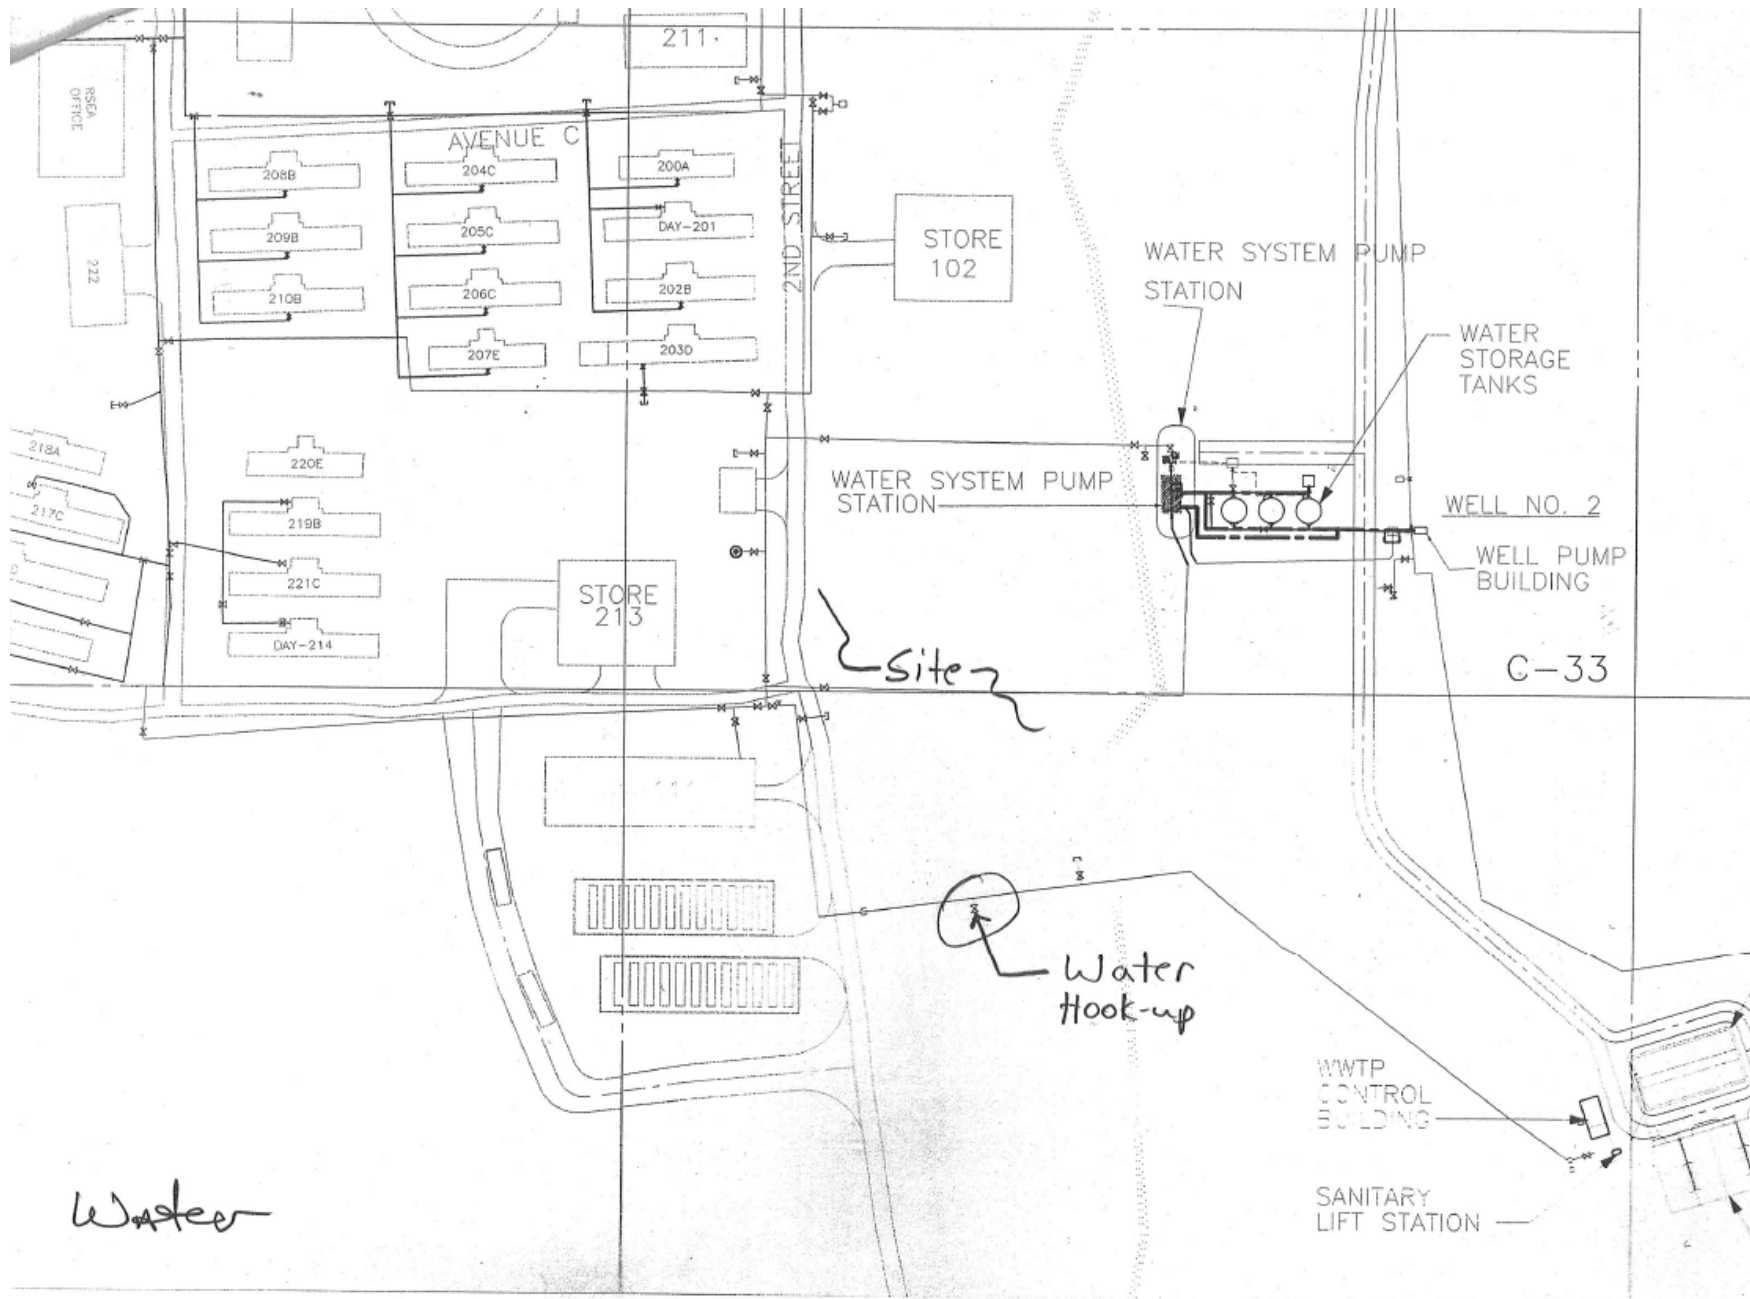 211
RSEA
OFFICE
AVENUE C
208B
204C
200A
2ND STREET
209B
205C
DAY-201
STORE
102
WATER SYSTEM PUMP
STATION
222
210B
206C
202B
WATER
STORAGE
TANKS
207E
203D
218A
220E
217C
219B
WATER SYSTEM PUMP
STATION
WELL NO. 2
WELL PUMP
BUILDING
221C
STORE
213
DAY-214
Site
C-33
Water
Hook-up
WWTP
CONTROL
BUILDING
SANITARY
LIFT STATION
Water